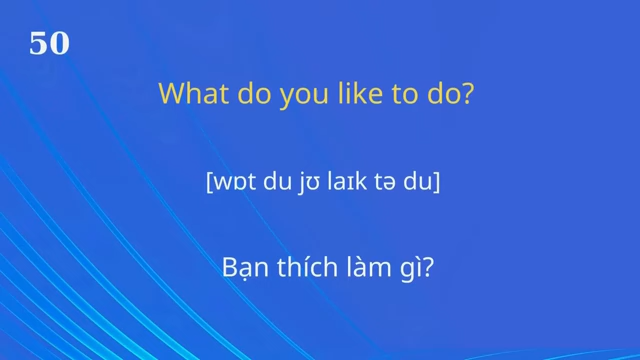 50
What do you like to do?
[wɒt du jʊ laɪk tə du]
Bạn thích làm gì?